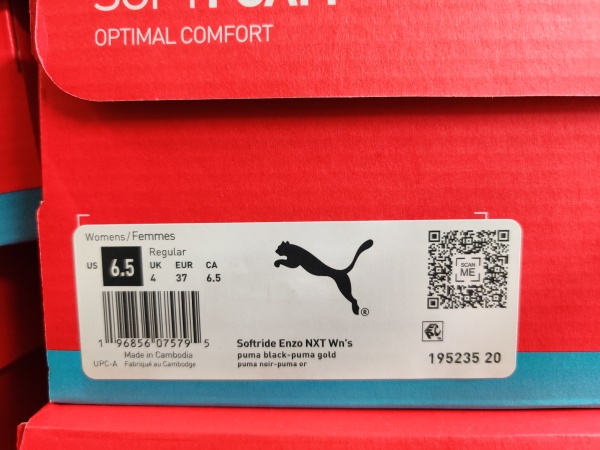 SOFTFOAM
OPTIMAL COMFORT
Womens/Femmes
Regular
US 6.5 UK EUR CA
4 37 6.5
1 96856 07579 5
Made in Cambodia
UPC-A Fabriqué au Cambodge
Softride Enzo NXT Wn's
puma black-puma gold
puma noir-puma or
®
SCAN
ME
195235 20